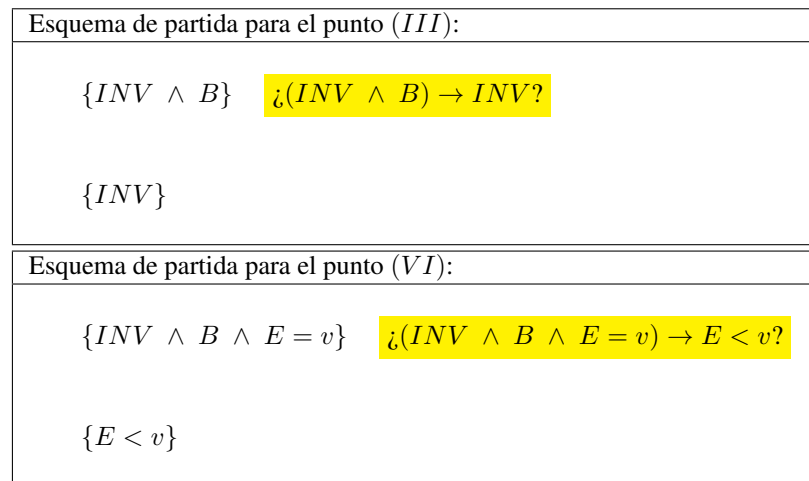 Esquema de partida para el punto (III):
{INV ∧ B} ¿(INV ∧ B) → INV?
{INV}
Esquema de partida para el punto (VI):
{INV ∧ B ∧ E = v} ¿(INV ∧ B ∧ E = v) → E < v?
{E < v}